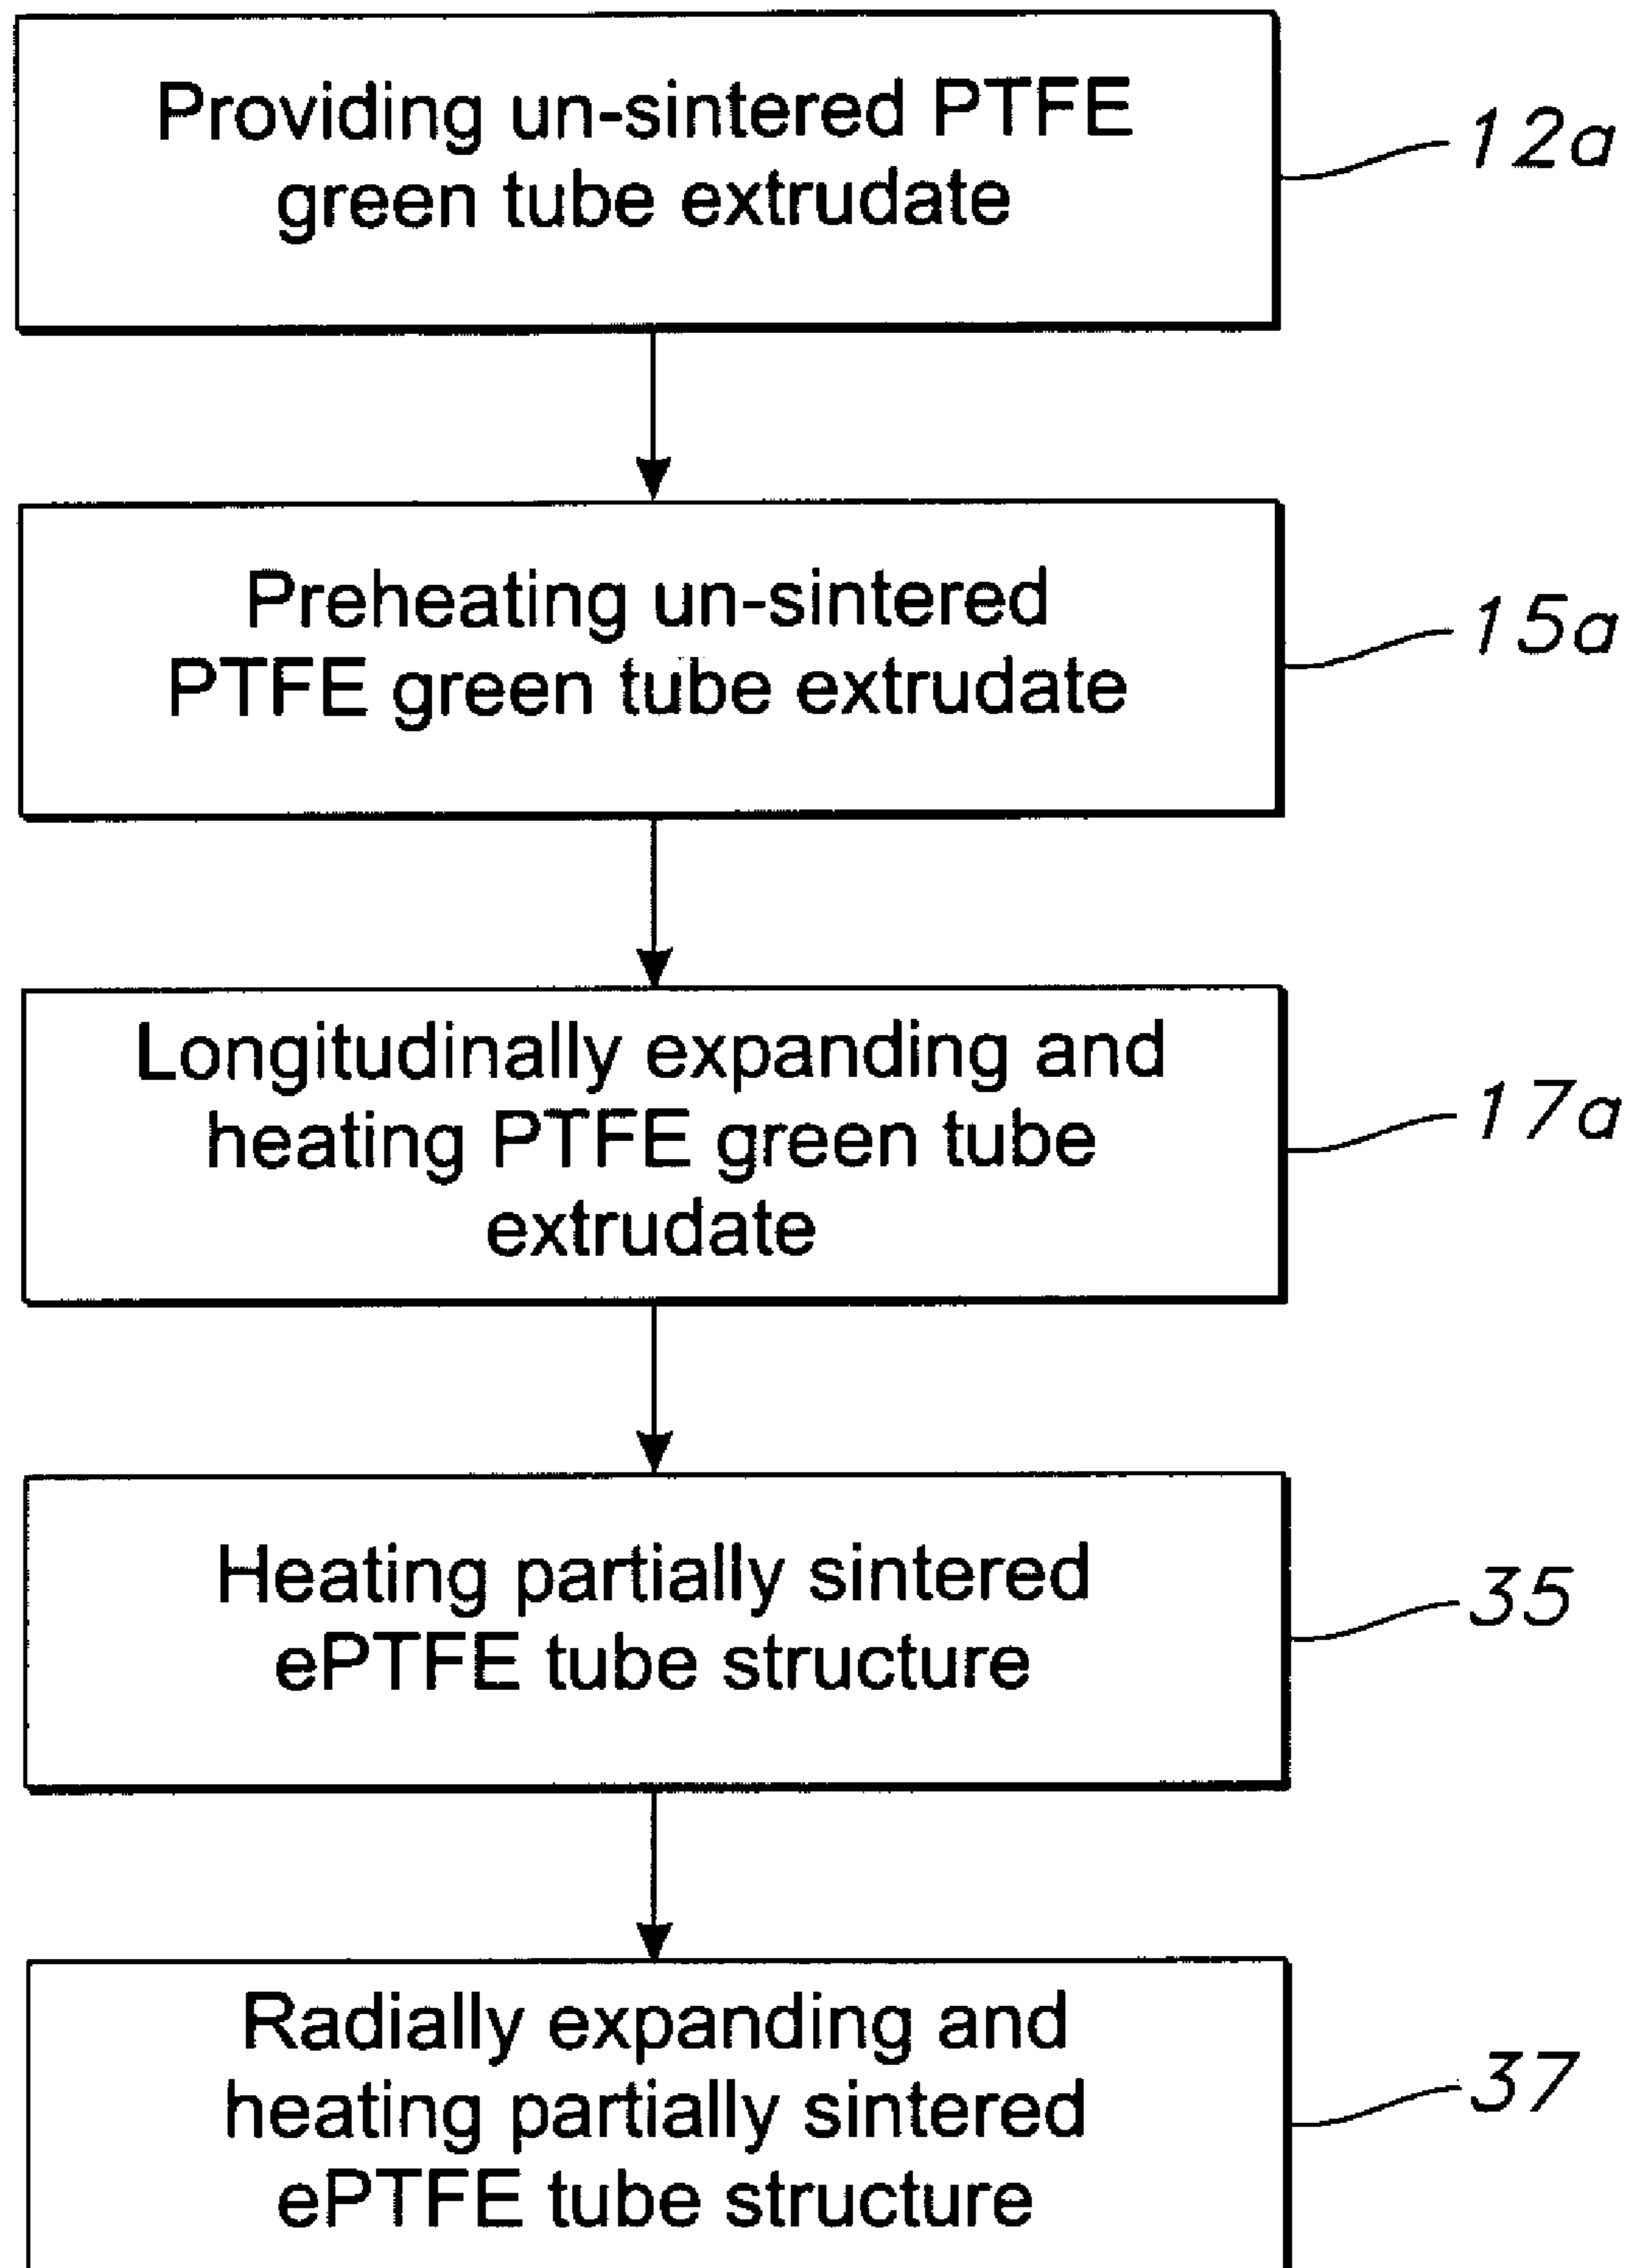 Providing un-sintered PTFE
green tube extrudate
12a
Preheating un-sintered
PTFE green tube extrudate
15a
Longitudinally expanding and
heating PTFE green tube
extrudate
17a
Heating partially sintered
ePTFE tube structure
35
Radially expanding and
heating partially sintered
ePTFE tube structure
37